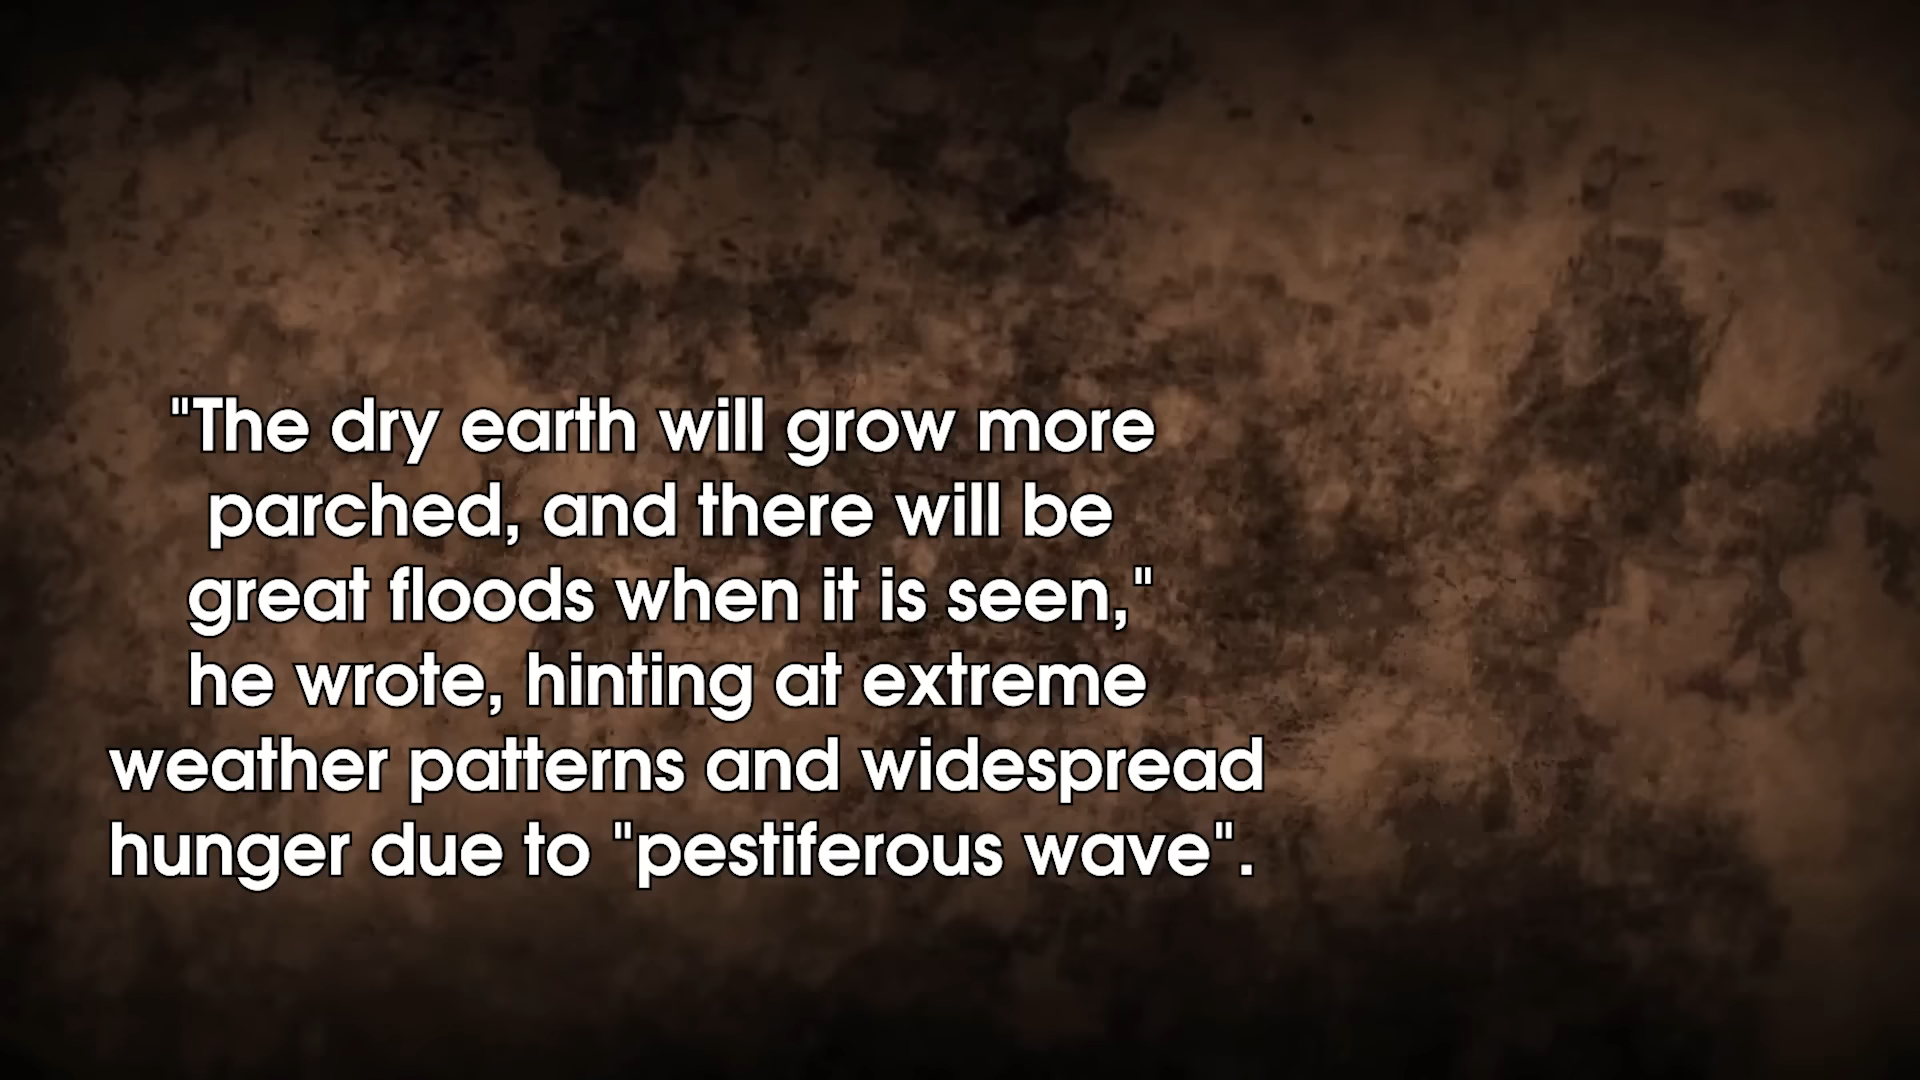 "The dry earth will grow more
parched, and there will be
great floods when it is seen,"
he wrote, hinting at extreme
weather patterns and widespread
hunger due to "pestiferous wave".